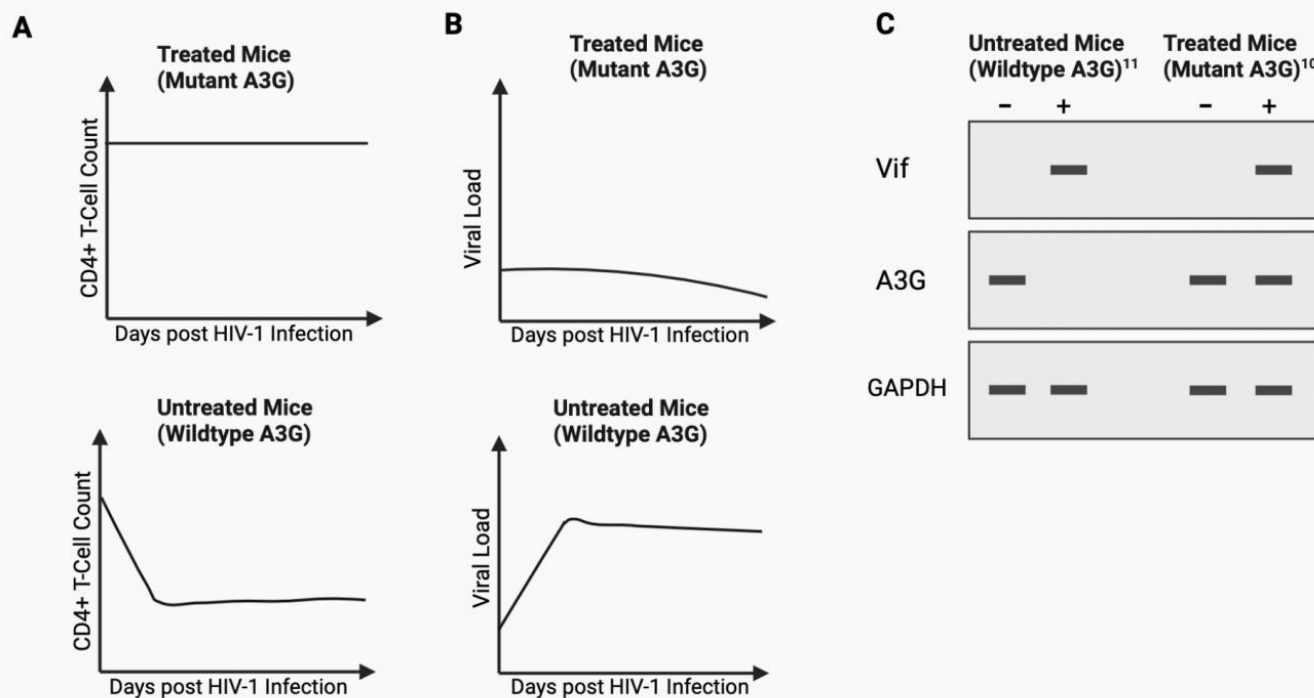 A
Treated Mice
(Mutant A3G)
CD4+ T-Cell Count
Days post HIV-1 Infection
Untreated Mice
(Wildtype A3G)
CD4+ T-Cell Count
Days post HIV-1 Infection
B
Treated Mice
(Mutant A3G)
Viral Load
Days post HIV-1 Infection
Untreated Mice
(Wildtype A3G)
Viral Load
Days post HIV-1 Infection
C
Untreated Mice
(Wildtype A3G)¹¹
Treated Mice
(Mutant A3G)¹⁰
− + − +
Vif
A3G
GAPDH